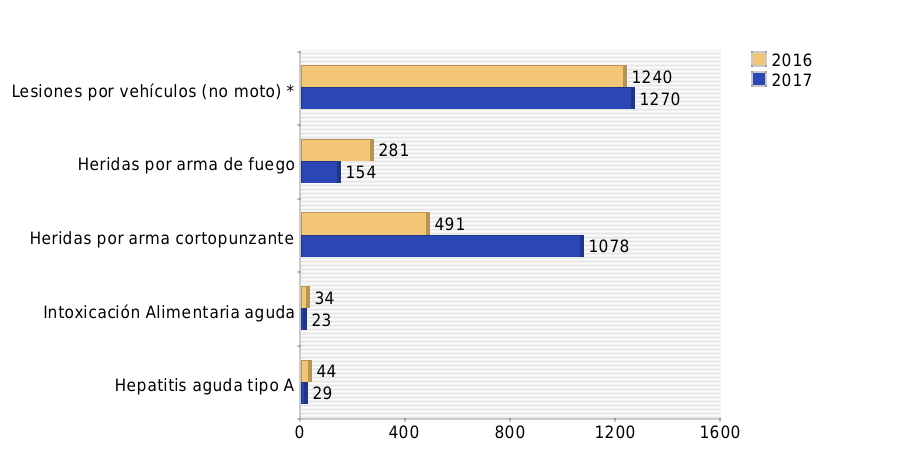 2016
2017
Lesiones por vehículos (no moto) *
1240
1270
Heridas por arma de fuego
281
154
Heridas por arma cortopunzante
491
1078
Intoxicación Alimentaria aguda
34
23
Hepatitis aguda tipo A
44
29
0 400 800 1200 1600